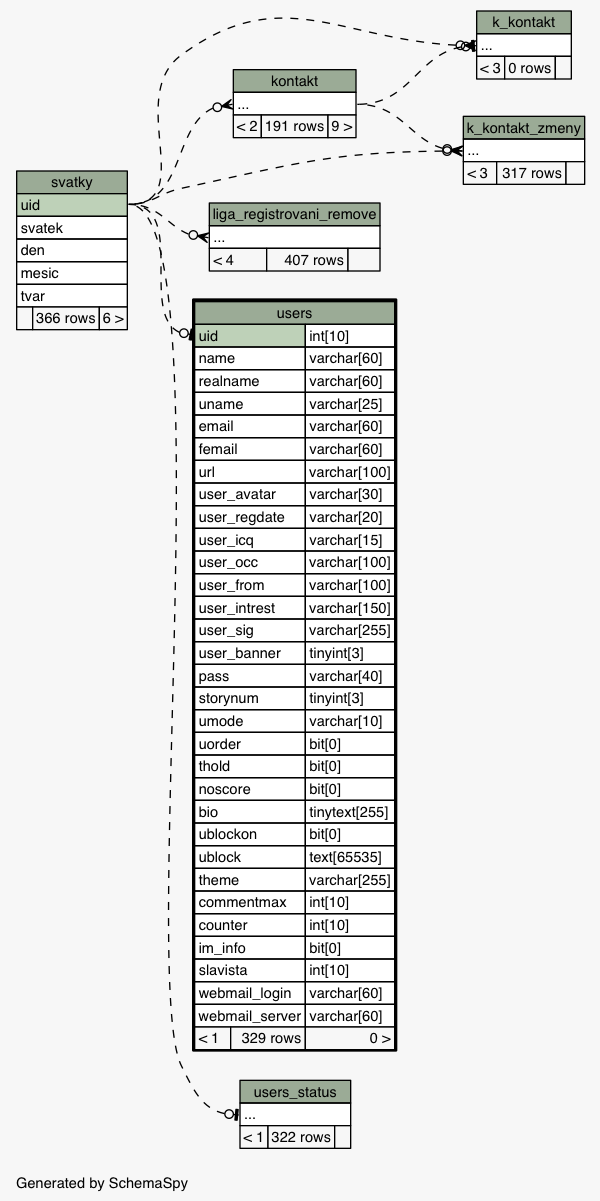 k_kontakt
...
< 3 0 rows
kontakt
...
< 2 191 rows 9 >
k_kontakt_zmeny
...
< 3 317 rows
svatky
uid
svatek
den
mesic
tvar
366 rows 6 >
liga_registrovani_remove
...
< 4 407 rows
users
uid int[10]
name varchar[60]
realname varchar[60]
uname varchar[25]
email varchar[60]
femail varchar[60]
url varchar[100]
user_avatar varchar[30]
user_regdate varchar[20]
user_icq varchar[15]
user_occ varchar[100]
user_from varchar[100]
user_intrest varchar[150]
user_sig varchar[255]
user_banner tinyint[3]
pass varchar[40]
storynum tinyint[3]
umode varchar[10]
uorder bit[0]
thold bit[0]
noscore bit[0]
bio tinytext[255]
ublockon bit[0]
ublock text[65535]
theme varchar[255]
commentmax int[10]
counter int[10]
im_info bit[0]
slavista int[10]
webmail_login varchar[60]
webmail_server varchar[60]
< 1 329 rows 0 >
users_status
...
< 1 322 rows
Generated by SchemaSpy